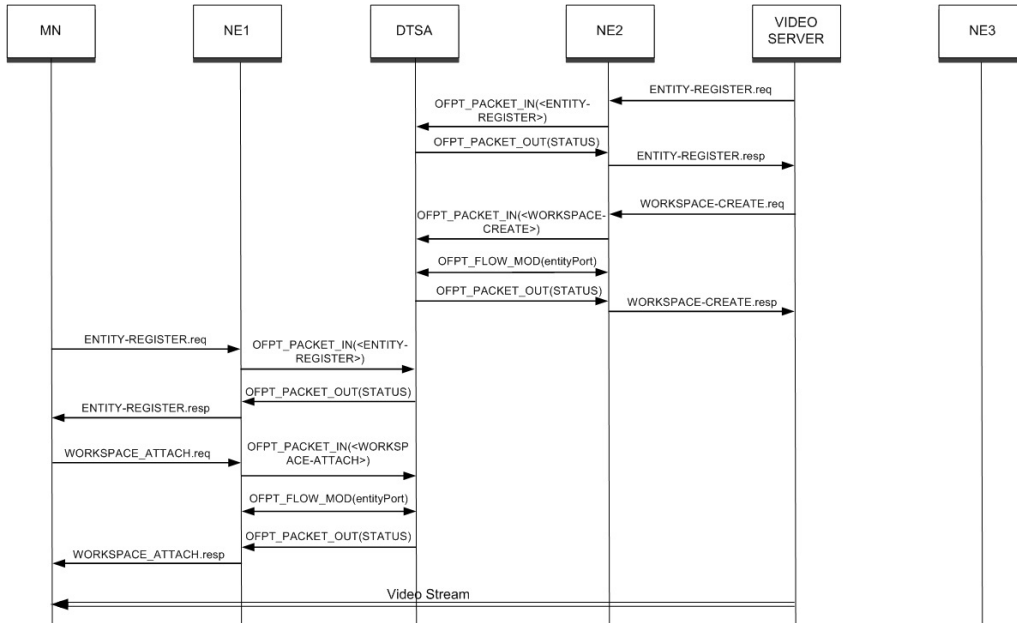 MN
NE1
DTSA
NE2
VIDEO
SERVER
NE3
ENTITY-REGISTER.req
OFPT_PACKET_IN(<ENTITY-
REGISTER>)
OFPT_PACKET_OUT(STATUS)
ENTITY-REGISTER.resp
WORKSPACE-CREATE.req
OFPT_PACKET_IN(<WORKSPACE-
CREATE>)
OFPT_FLOW_MOD(entityPort)
OFPT_PACKET_OUT(STATUS)
WORKSPACE-CREATE.resp
ENTITY-REGISTER.req
OFPT_PACKET_IN(<ENTITY-
REGISTER>)
OFPT_PACKET_OUT(STATUS)
ENTITY-REGISTER.resp
WORKSPACE_ATTACH.req
OFPT_PACKET_IN(<WORKSP
ACE-ATTACH>)
OFPT_FLOW_MOD(entityPort)
OFPT_PACKET_OUT(STATUS)
WORKSPACE_ATTACH.resp
Video Stream